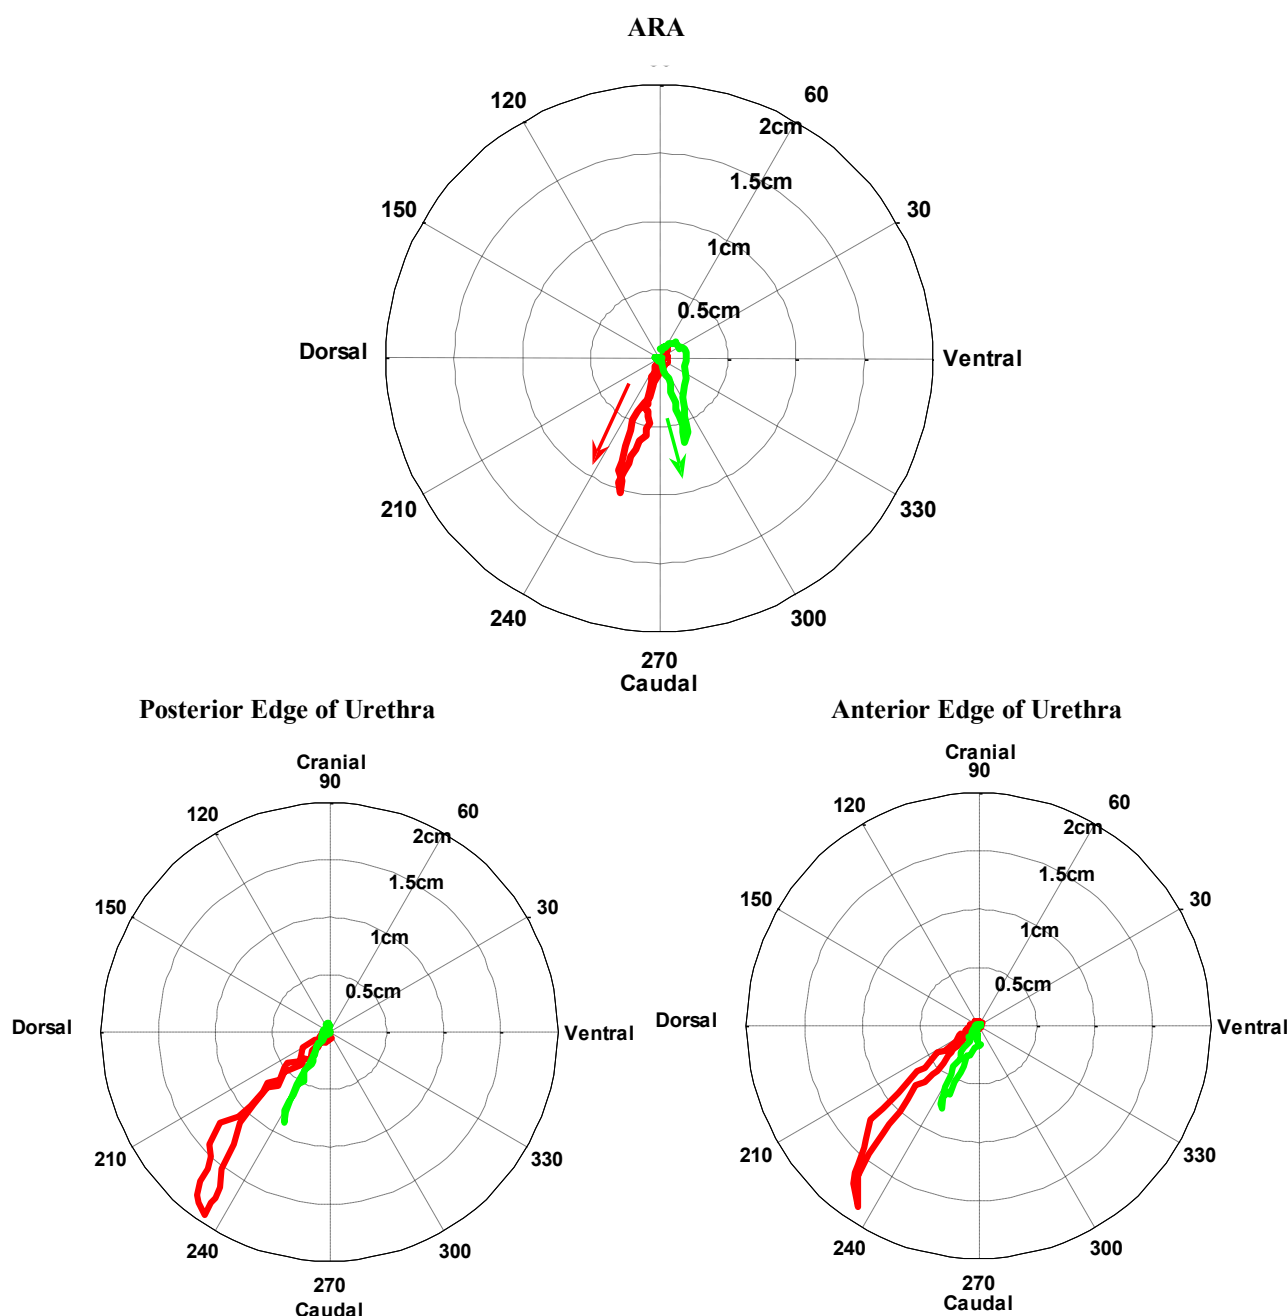 ARA
120
60
2cm
1.5cm
150
30
1cm
0.5cm
Dorsal
Ventral
210
330
240
300
270
Caudal
Posterior Edge of Urethra
Cranial
90
120
60
2cm
1.5cm
150
30
1cm
0.5cm
Dorsal
Ventral
210
330
240
300
270
Caudal
Anterior Edge of Urethra
Cranial
90
120
60
2cm
1.5cm
150
30
1cm
0.5cm
Dorsal
Ventral
210
330
240
300
270
Caudal